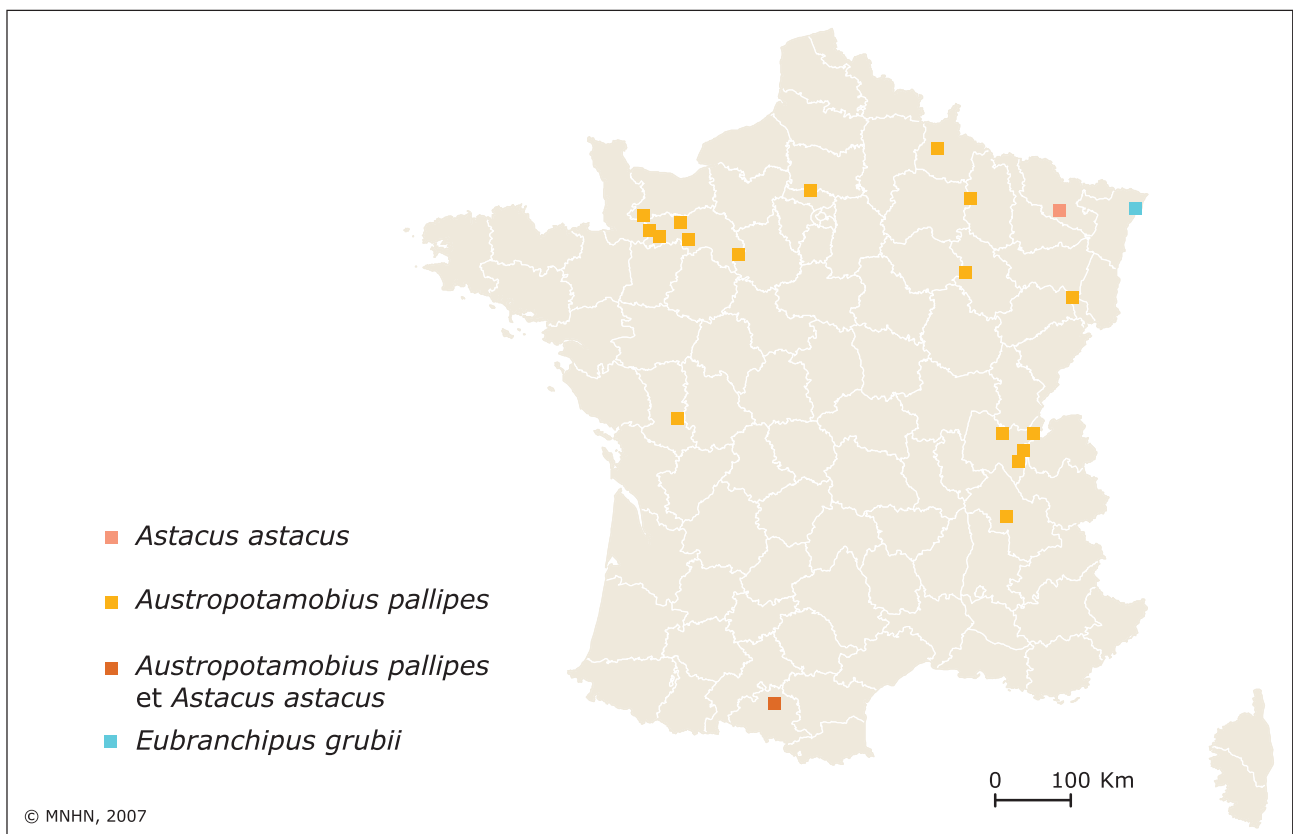 Astacus astacus
Austropotamobius pallipes
Austropotamobius pallipes
et Astacus astacus
Eubranchipus grubii
0 100 Km
© MNHN, 2007